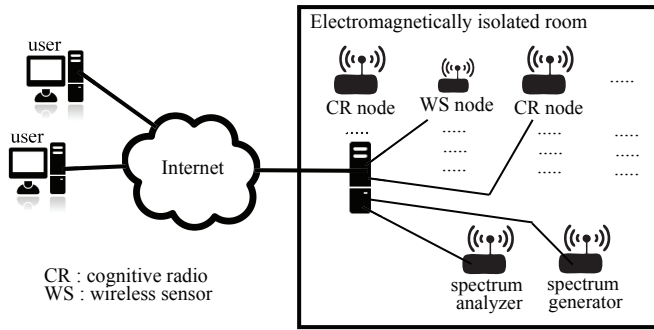 Electromagnetically isolated room
user
CR node
WS node
CR node
user
Internet
CR : cognitive radio
WS : wireless sensor
spectrum
analyzer
spectrum
generator